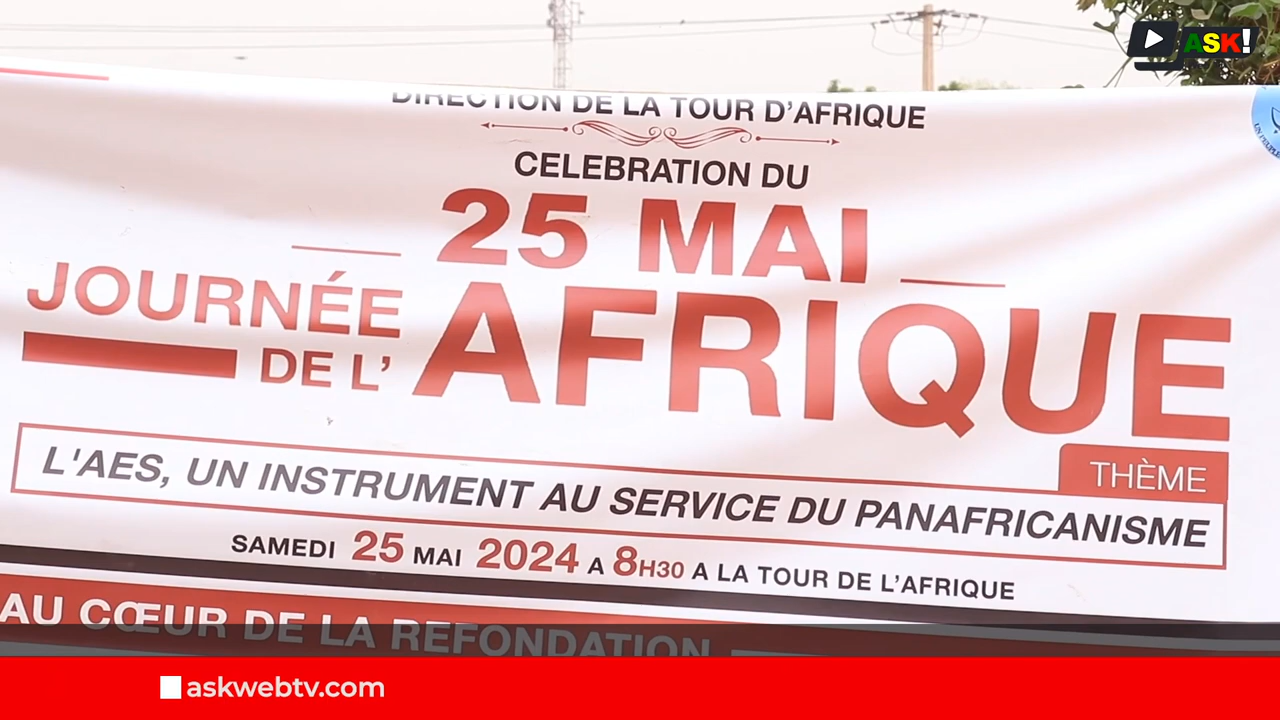 ASK!
DIRECTION DE LA TOUR D'AFRIQUE
CELEBRATION DU
25 MAI
JOURNÉE
DE L'
AFRIQUE
THÈME
L'AES, UN INSTRUMENT AU SERVICE DU PANAFRICANISME
SAMEDI 25 MAI 2024 A 8H30 A LA TOUR DE L'AFRIQUE
AU CŒUR DE LA REFONDATION
askwebtv.com